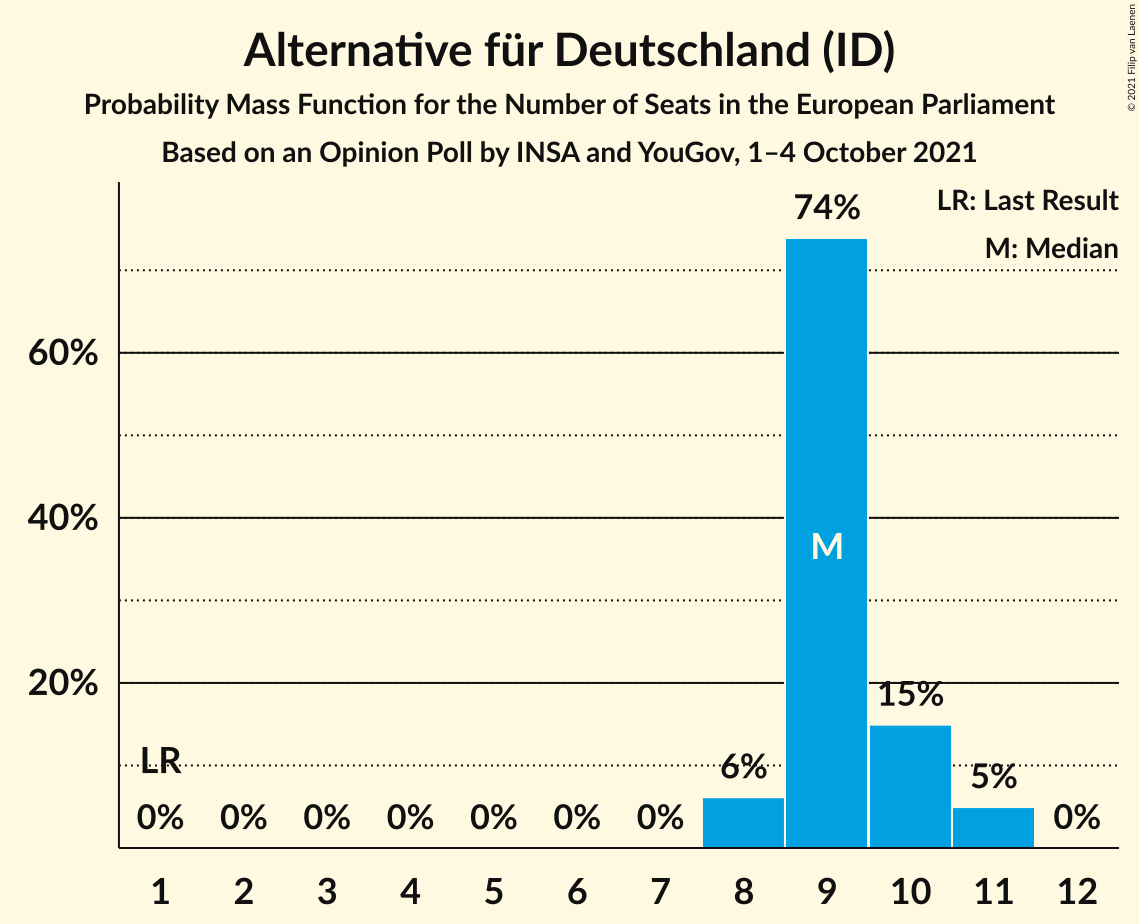 Alternative für Deutschland (ID)
Probability Mass Function for the Number of Seats in the European Parliament
Based on an Opinion Poll by INSA and YouGov, 1–4 October 2021
© 2021 Filip van Laenen
LR: Last Result
M: Median
74%
60%
40%
M
20%
15%
LR
6%
5%
0% 0% 0% 0% 0% 0% 0% 0%
1 2 3 4 5 6 7 8 9 10 11 12